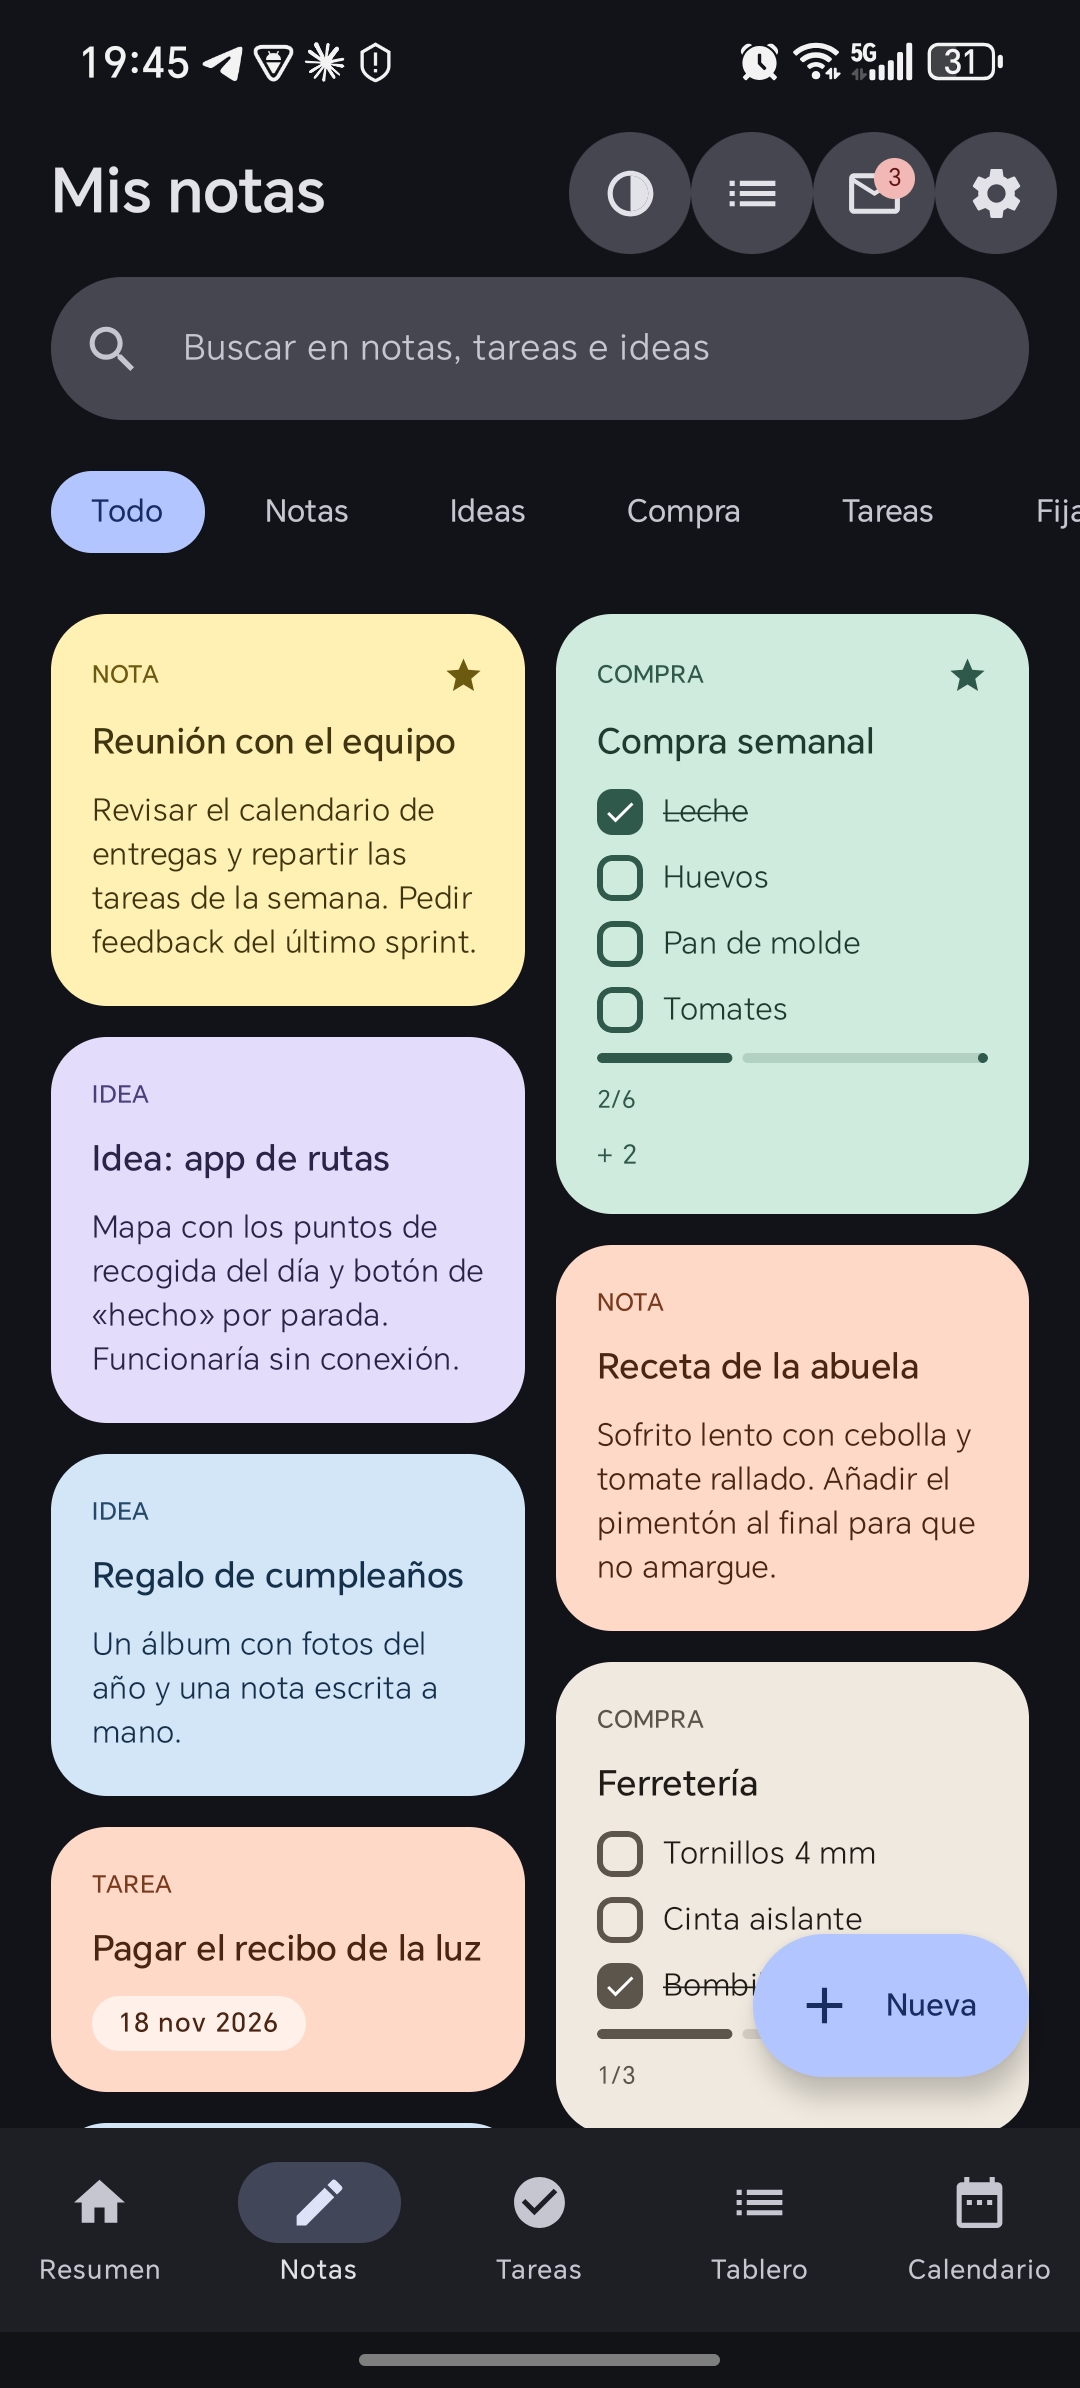 19:45
5G
31
Mis notas
3
Buscar en notas, tareas e ideas
Todo
Notas
Ideas
Compra
Tareas
NOTA
Reunión con el equipo
Revisar el calendario de
entregas y repartir las
tareas de la semana. Pedir
feedback del último sprint.
COMPRA
Compra semanal
Leche
Huevos
Pan de molde
Tomates
2/6
+ 2
IDEA
Idea: app de rutas
Mapa con los puntos de
recogida del día y botón de
«hecho» por parada.
Funcionaría sin conexión.
NOTA
Receta de la abuela
Sofrito lento con cebolla y
tomate rallado. Añadir el
pimentón al final para que
no amargue.
IDEA
Regalo de cumpleaños
Un álbum con fotos del
año y una nota escrita a
mano.
COMPRA
Ferretería
Tornillos 4 mm
Cinta aislante
1/3
TAREA
Pagar el recibo de la luz
18 nov 2026
Nueva
Resumen
Notas
Tareas
Tablero
Calendario